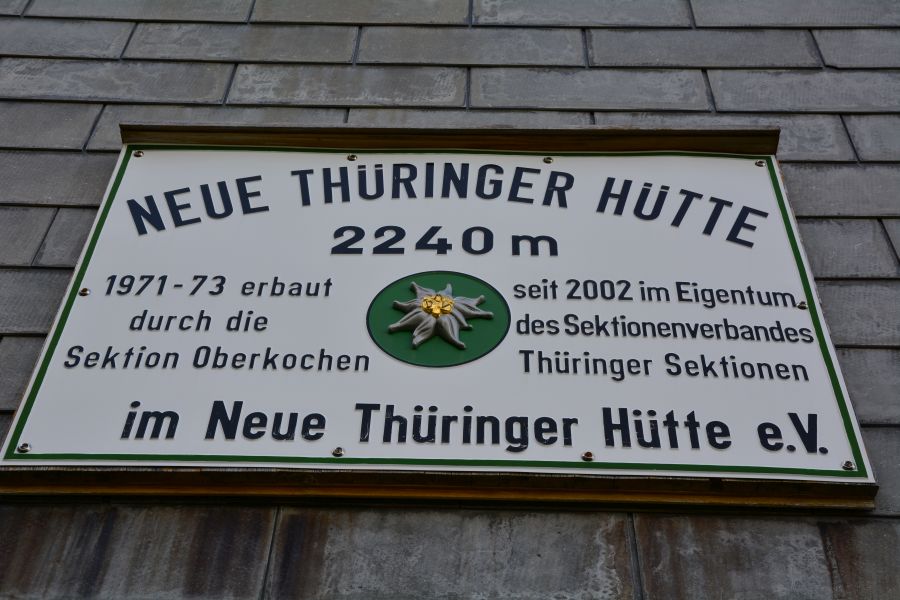 NEUE THÜRINGER HÜTTE
2240 m
1971-73 erbaut
durch die
Sektion Oberkochen
seit 2002 im Eigentum
des Sektionenverbandes
Thüringer Sektionen
im Neue Thüringer Hütte e.V.